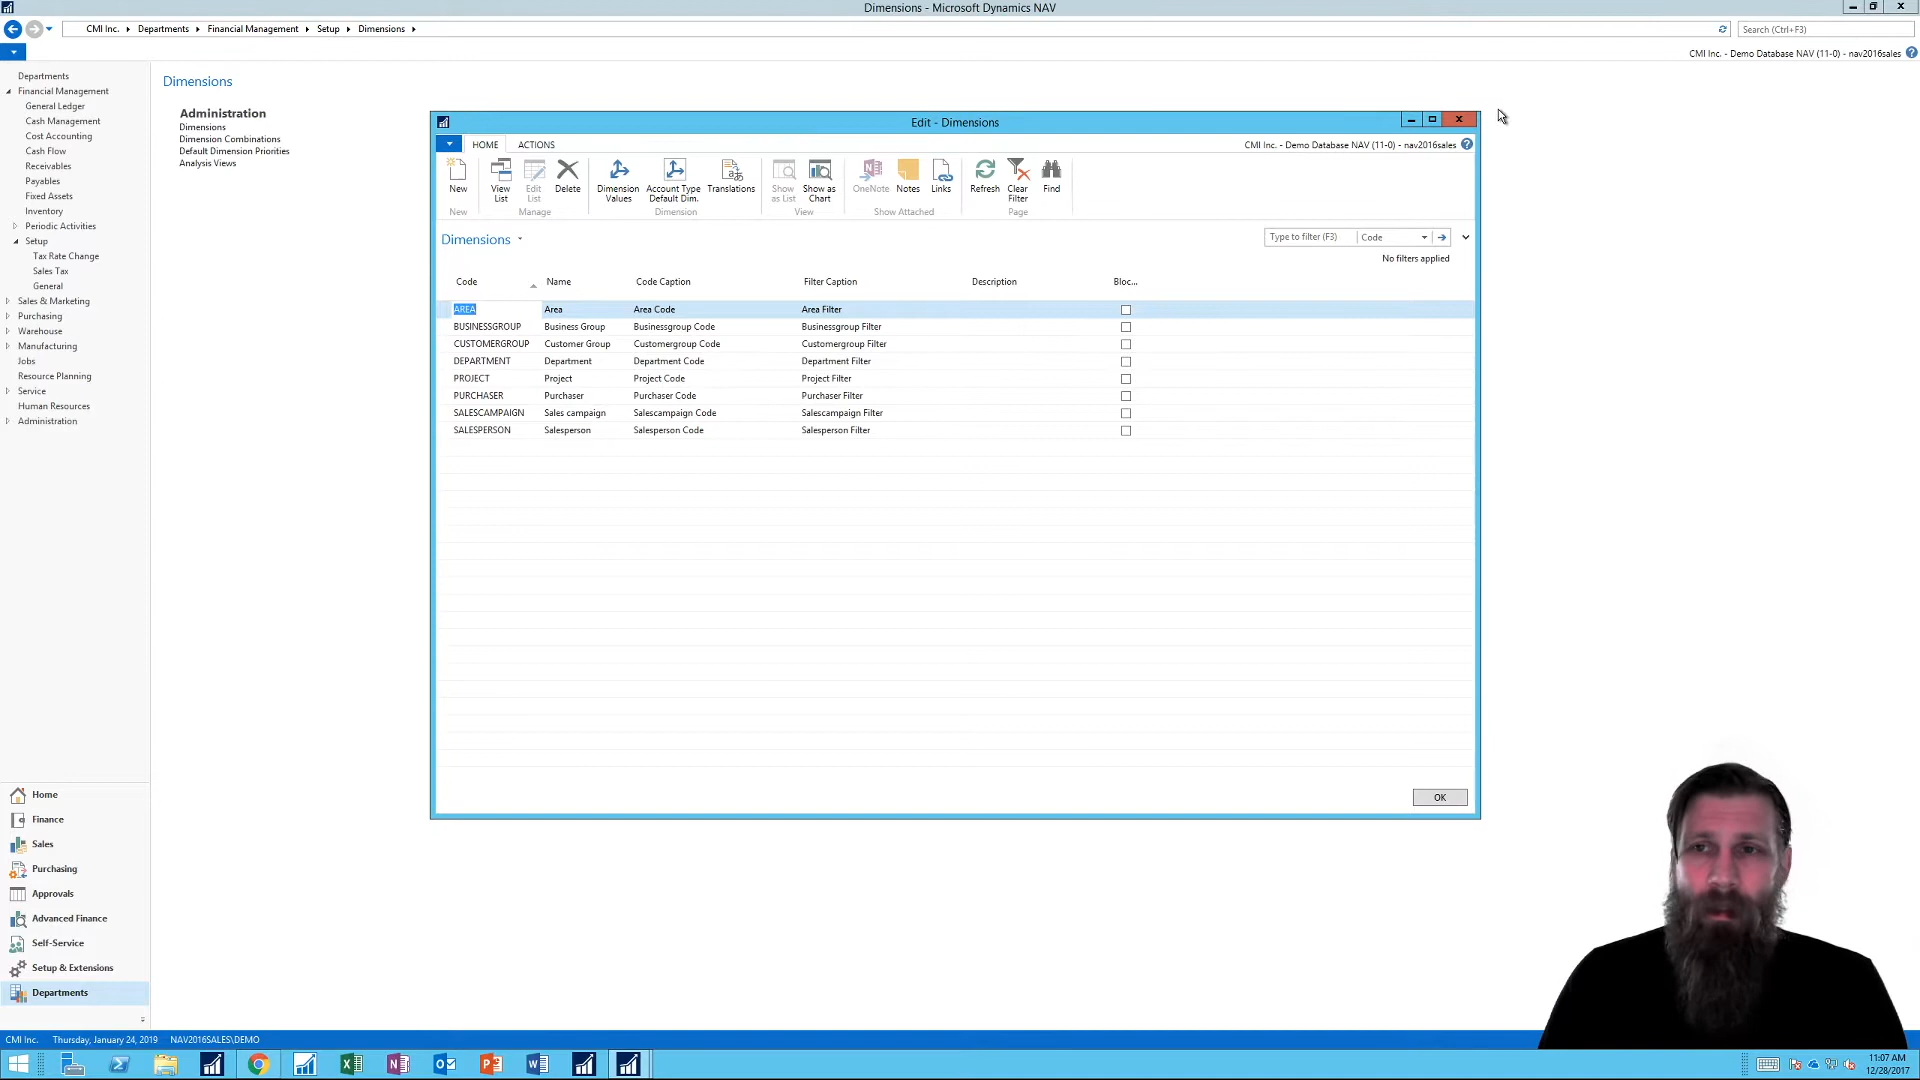 Dimensions - Microsoft Dynamics NAV
CMI Inc. Departments Financial Management Setup Dimensions
Search (Ctrl+F3)
CMI Inc. - Demo Database NAV (11-0) - nav2016sales
Departments
Financial Management
General Ledger
Cash Management
Cost Accounting
Cash Flow
Receivables
Payables
Fixed Assets
Inventory
Periodic Activities
Setup
Tax Rate Change
Sales Tax
General
Sales & Marketing
Purchasing
Warehouse
Manufacturing
Jobs
Resource Planning
Service
Human Resources
Administration
Dimensions
Administration
Dimensions
Dimension Combinations
Default Dimension Priorities
Analysis Views
Edit - Dimensions
HOME ACTIONS
CMI Inc. - Demo Database NAV (11-0) - nav2016sales
New
View List
Edit List
Delete
Dimension Values
Account Type Default Dim.
Translations
Show as List
Show as Chart
OneNote
Notes
Links
Refresh
Clear Filter
Find
New Manage Dimension View Show Attached Page
Dimensions
Type to filter (F3) Code
No filters applied
Code Name Code Caption Filter Caption Description Bloc...
AREA Area Area Code Area Filter
BUSINESSGROUP Business Group Businessgroup Code Businessgroup Filter
CUSTOMERGROUP Customer Group Customergroup Code Customergroup Filter
DEPARTMENT Department Department Code Department Filter
PROJECT Project Project Code Project Filter
PURCHASER Purchaser Purchaser Code Purchaser Filter
SALESCAMPAIGN Sales campaign Salescampaign Code Salescampaign Filter
SALESPERSON Salesperson Salesperson Code Salesperson Filter
OK
Home
Finance
Sales
Purchasing
Approvals
Advanced Finance
Self-Service
Setup & Extensions
Departments
CMI Inc. Thursday, January 24, 2019 NAV2016SALES\DEMO
11:07 AM
12/28/2017